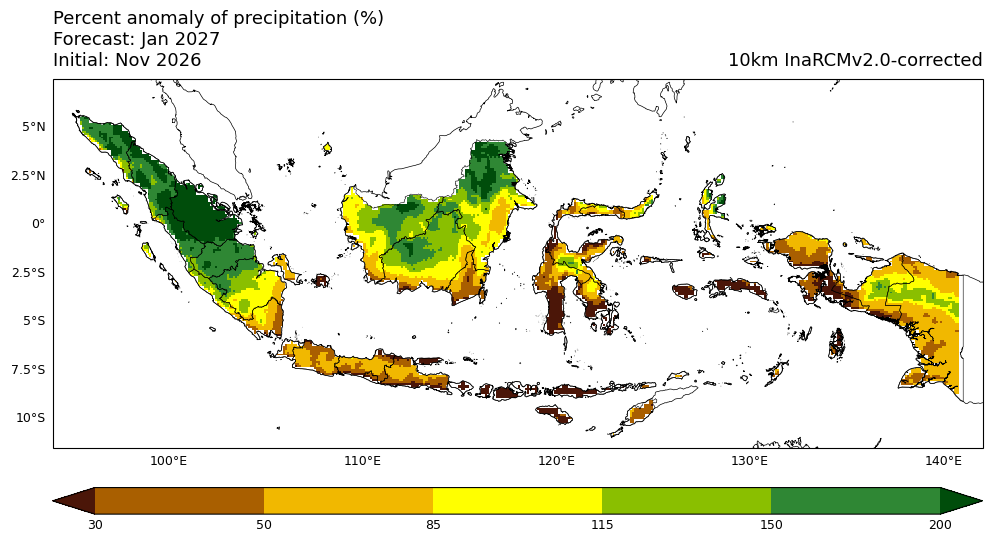 Percent anomaly of precipitation (%)
Forecast: Jan 2027
Initial: Nov 2026
10km InaRCMv2.0-corrected
5°N
2.5°N
0°
2.5°S
5°S
7.5°S
10°S
100°E 110°E 120°E 130°E 140°E
30 50 85 115 150 200